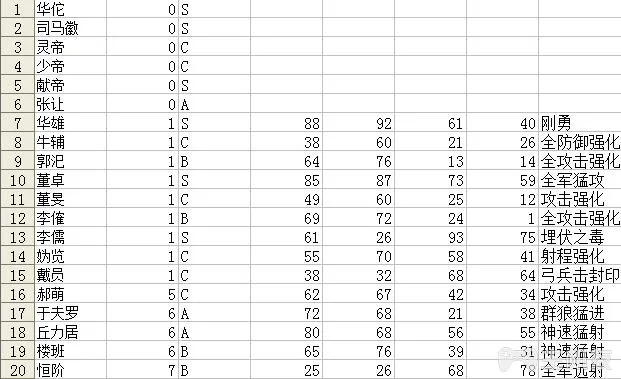 1 华佗 0 S
2 司马徽 0 S
3 灵帝 0 C
4 少帝 0 C
5 献帝 0 S
6 张让 0 A
7 华雄 1 S 88 92 61 40 刚勇
8 牛辅 1 C 38 60 21 26 全防御强化
9 郭汜 1 B 64 76 13 14 全攻击强化
10 董卓 1 S 85 87 73 59 全军猛攻
11 董旻 1 C 49 60 25 12 攻击强化
12 李傕 1 B 69 72 24 1 全攻击强化
13 李儒 1 S 61 26 93 75 埋伏之毒
14 妫览 1 C 55 70 58 41 射程强化
15 戴员 1 C 38 32 68 64 弓兵击封印
16 郝萌 5 C 62 67 42 34 攻击强化
17 于夫罗 6 A 72 68 21 38 群狼猛进
18 丘力居 6 A 80 68 56 55 神速猛射
19 楼班 6 B 65 76 39 31 神速猛射
20 恒阶 7 B 25 26 68 78 全军远射